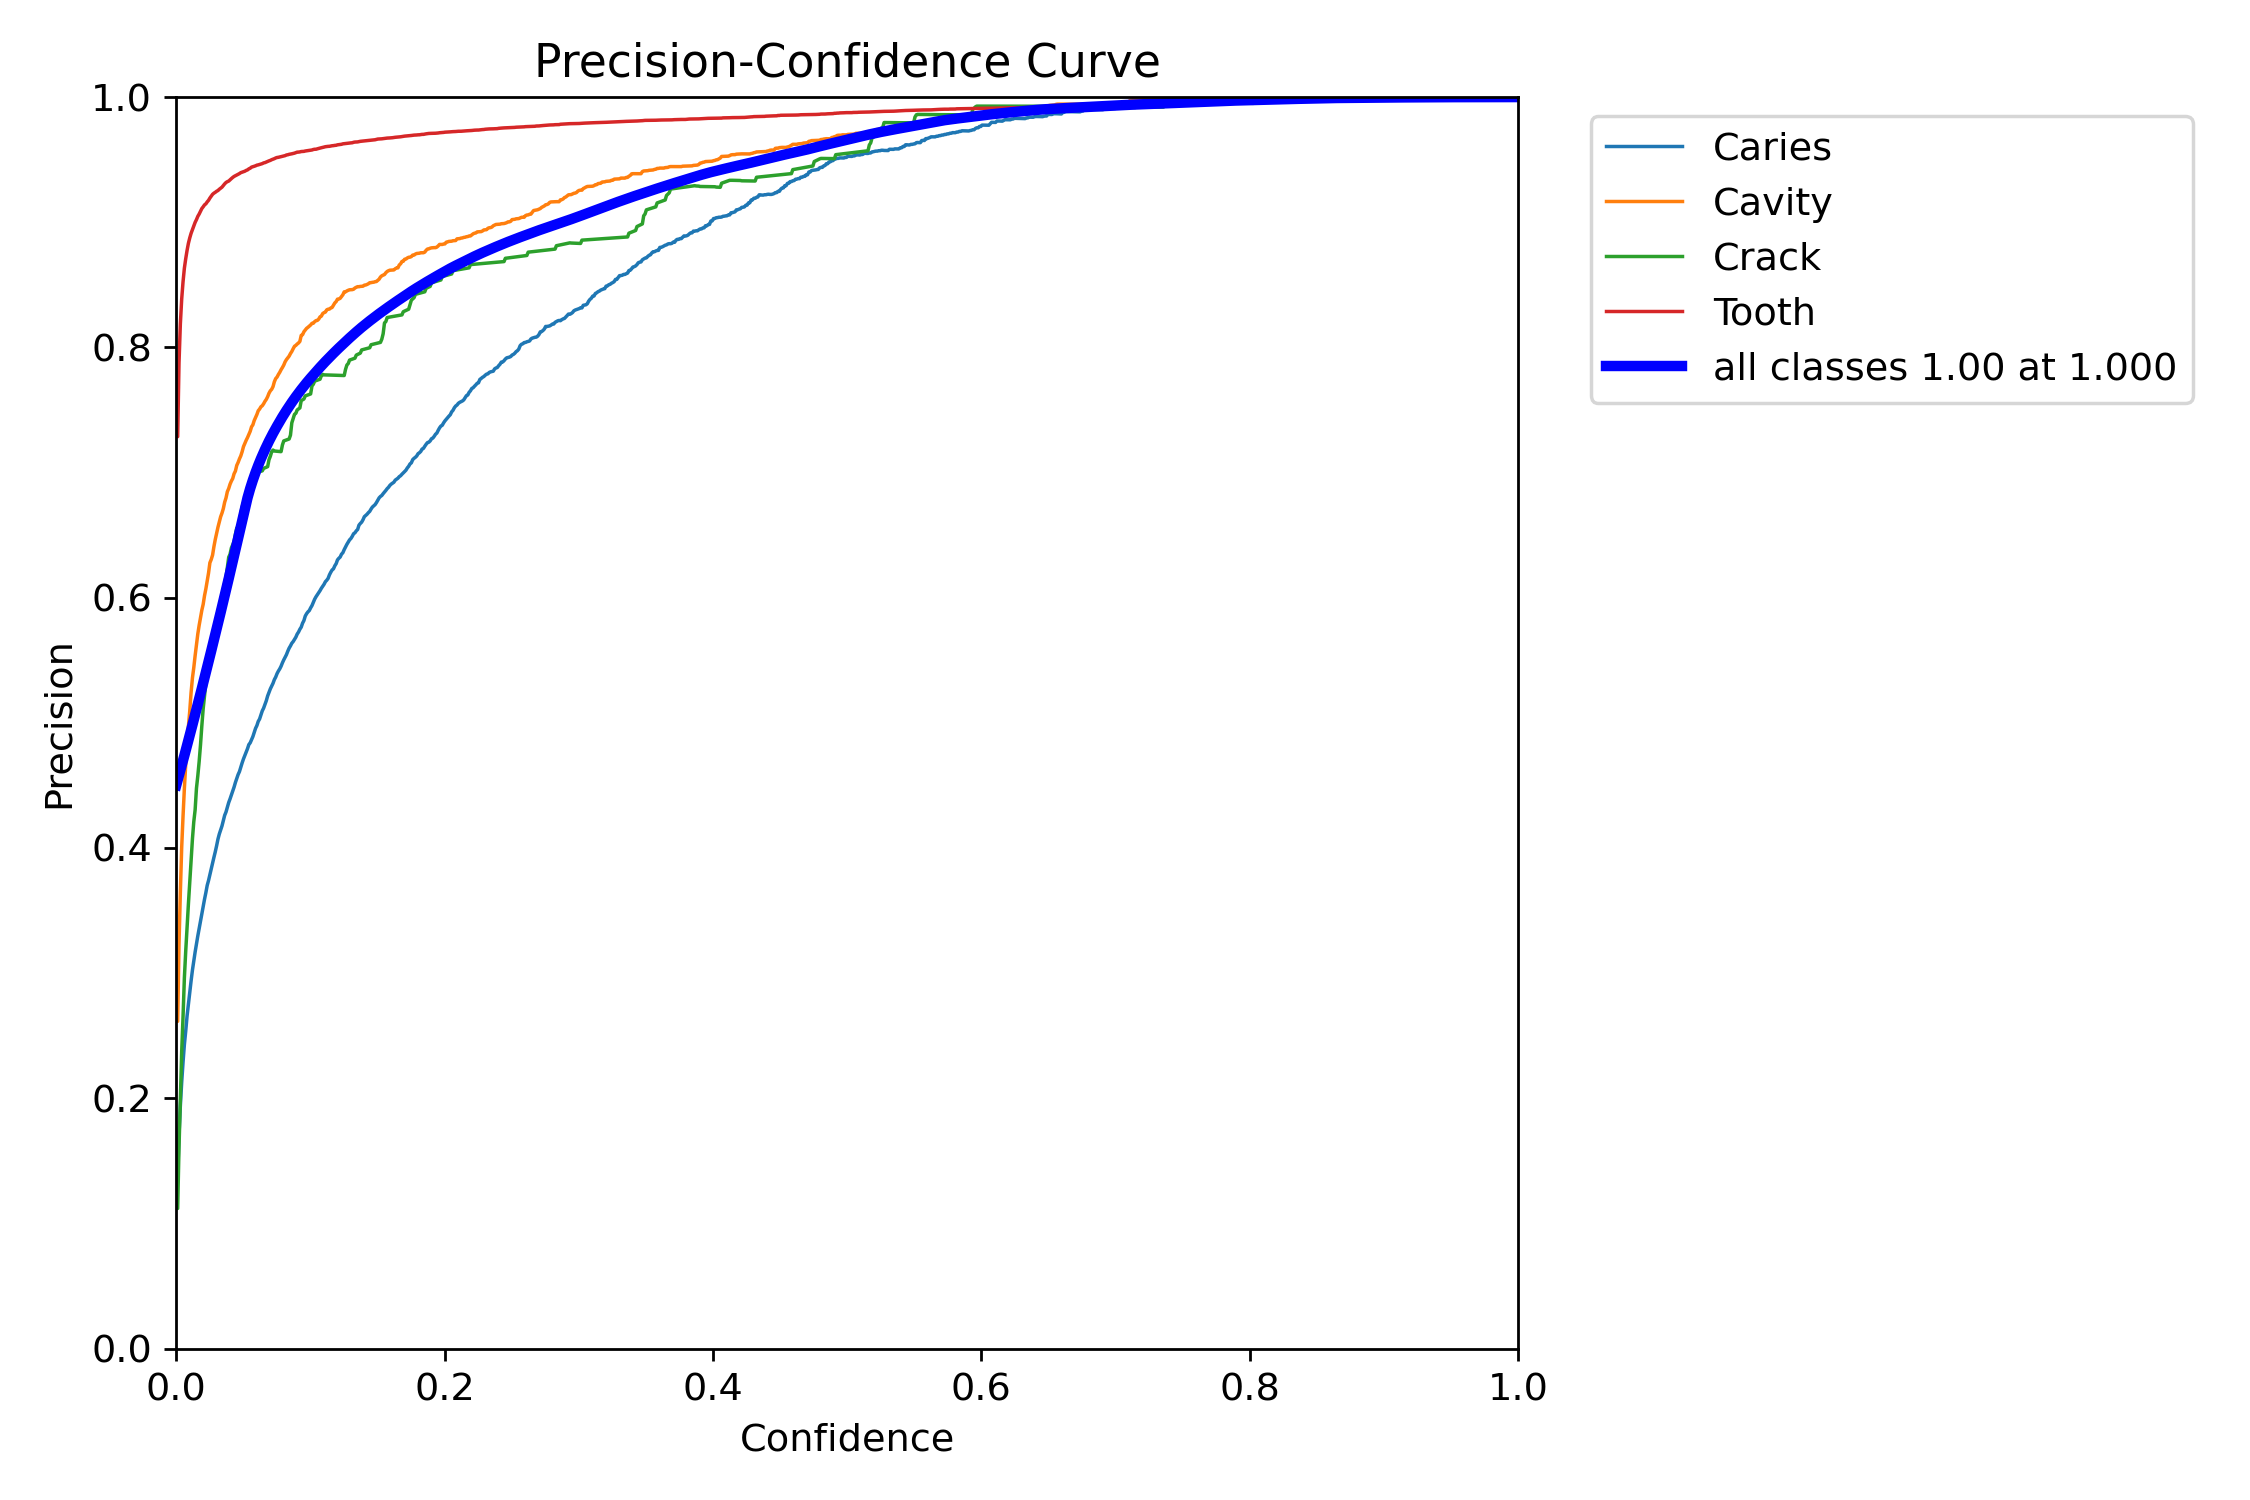 Precision-Confidence Curve
1.0
0.8
0.6
0.4
0.2
0.0
Precision
0.0 0.2 0.4 0.6 0.8 1.0
Confidence
Caries
Cavity
Crack
Tooth
all classes 1.00 at 1.000